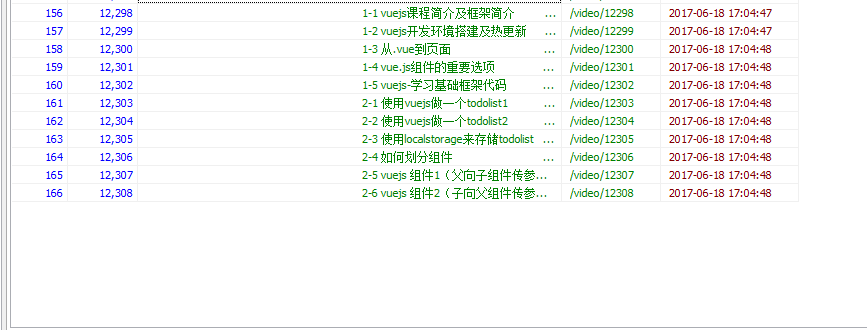 156 12,298 1-1 vuejs课程简介及框架简介 ... /video/12298 2017-06-18 17:04:47
157 12,299 1-2 vuejs开发环境搭建及热更新 ... /video/12299 2017-06-18 17:04:47
158 12,300 1-3 从.vue到页面 ... /video/12300 2017-06-18 17:04:48
159 12,301 1-4 vue.js组件的重要选项 ... /video/12301 2017-06-18 17:04:48
160 12,302 1-5 vuejs-学习基础框架代码 ... /video/12302 2017-06-18 17:04:48
161 12,303 2-1 使用vuejs做一个todolist1 ... /video/12303 2017-06-18 17:04:48
162 12,304 2-2 使用vuejs做一个todolist2 ... /video/12304 2017-06-18 17:04:48
163 12,305 2-3 使用localstorage来存储todolist ... /video/12305 2017-06-18 17:04:48
164 12,306 2-4 如何划分组件 ... /video/12306 2017-06-18 17:04:48
165 12,307 2-5 vuejs 组件1（父向子组件传参... /video/12307 2017-06-18 17:04:48
166 12,308 2-6 vuejs 组件2（子向父组件传参... /video/12308 2017-06-18 17:04:48